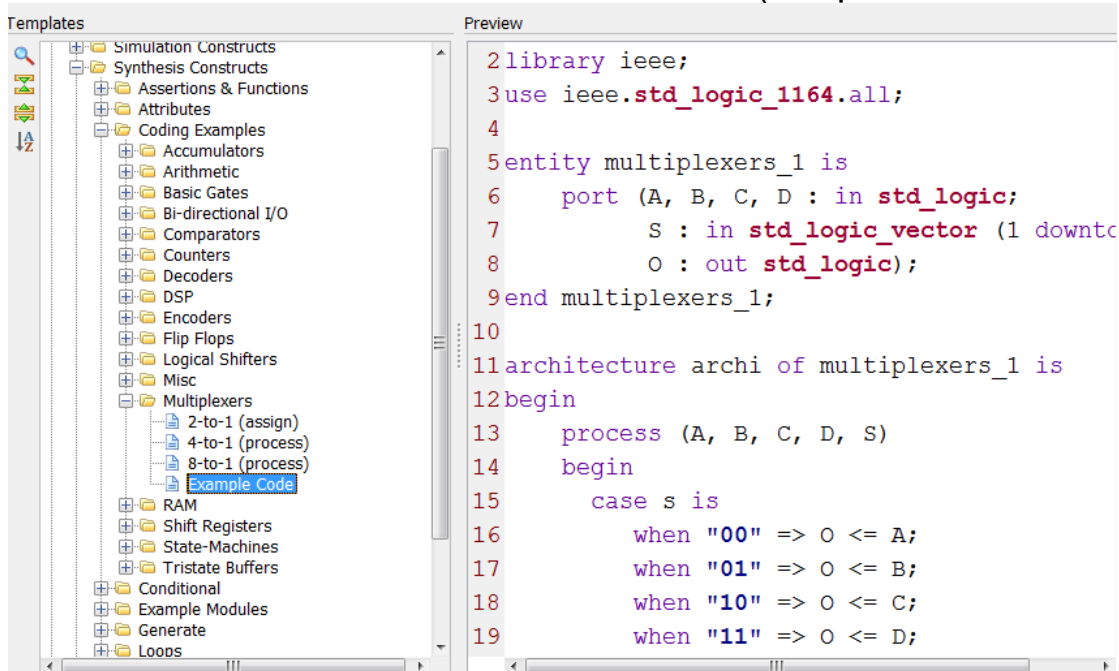 Templates
Simulation Constructs
Synthesis Constructs
Assertions & Functions
Attributes
Coding Examples
Accumulators
Arithmetic
Basic Gates
Bi-directional I/O
Comparators
Counters
Decoders
DSP
Encoders
Flip Flops
Logical Shifters
Misc
Multiplexers
2-to-1 (assign)
4-to-1 (process)
8-to-1 (process)
Example Code
RAM
Shift Registers
State-Machines
Tristate Buffers
Conditional
Example Modules
Generate
Loops
Preview
2 library ieee;
3 use ieee.std_logic_1164.all;
4
5 entity multiplexers_1 is
6 port (A, B, C, D : in std_logic;
7 S : in std_logic_vector (1 downto
8 O : out std_logic);
9 end multiplexers_1;
10
11 architecture archi of multiplexers_1 is
12 begin
13 process (A, B, C, D, S)
14 begin
15 case s is
16 when "00" => O <= A;
17 when "01" => O <= B;
18 when "10" => O <= C;
19 when "11" => O <= D;